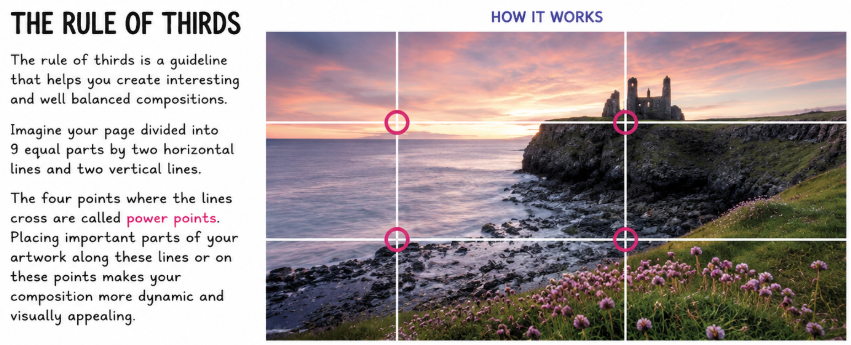 THE RULE OF THIRDS
The rule of thirds is a guideline
that helps you create interesting
and well balanced compositions.
Imagine your page divided into
9 equal parts by two horizontal
lines and two vertical lines.
The four points where the lines
cross are called power points.
Placing important parts of your
artwork along these lines or on
these points makes your
composition more dynamic and
visually appealing.
HOW IT WORKS